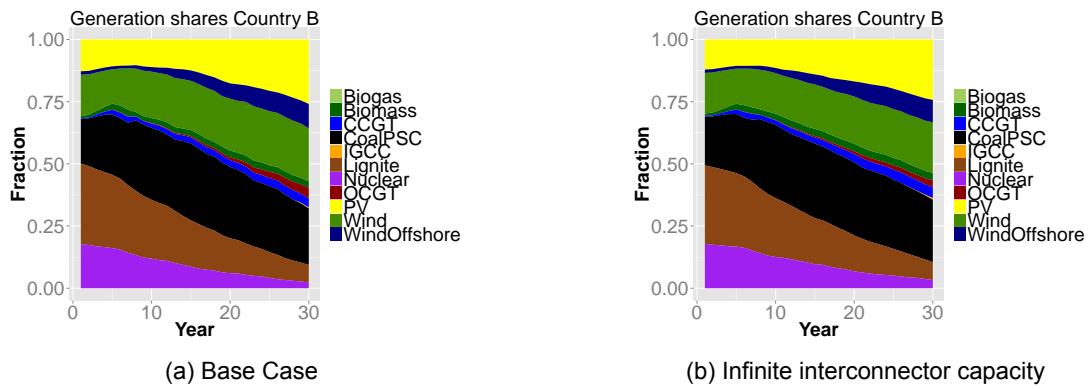 Generation shares Country B
1.00
0.75
0.50
0.25
0.00
Fraction
0
10
20
30
Year
Biogas
Biomass
CCGT
CoalPSC
IGCC
Lignite
Nuclear
OCGT
PV
Wind
WindOffshore
(a) Base Case
Generation shares Country B
1.00
0.75
0.50
0.25
0.00
Fraction
0
10
20
30
Year
Biogas
Biomass
CCGT
CoalPSC
IGCC
Lignite
Nuclear
OCGT
PV
Wind
WindOffshore
(b) Infinite interconnector capacity